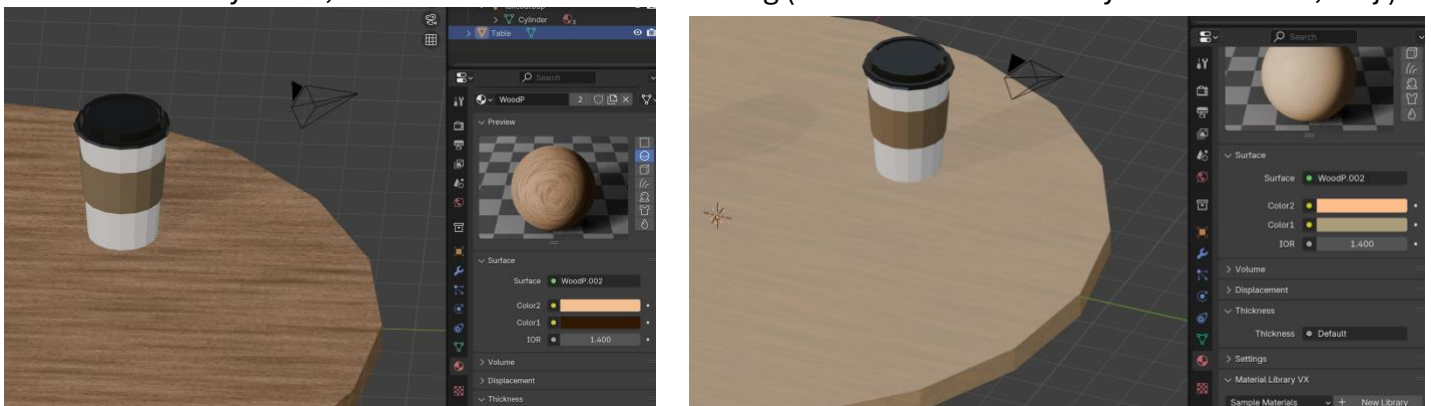 Cylinder 3
Table
Search
WoodP 2
Preview
Surface
Surface WoodP.002
Color2
Color1
IOR 1.400
Volume
Displacement
Thickness
Search
Surface
Surface WoodP.002
Color2
Color1
IOR 1.400
Volume
Displacement
Thickness
Thickness Default
Settings
Material Library VX
Sample Materials + New Library